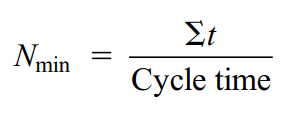 N_min = Σt / Cycle time